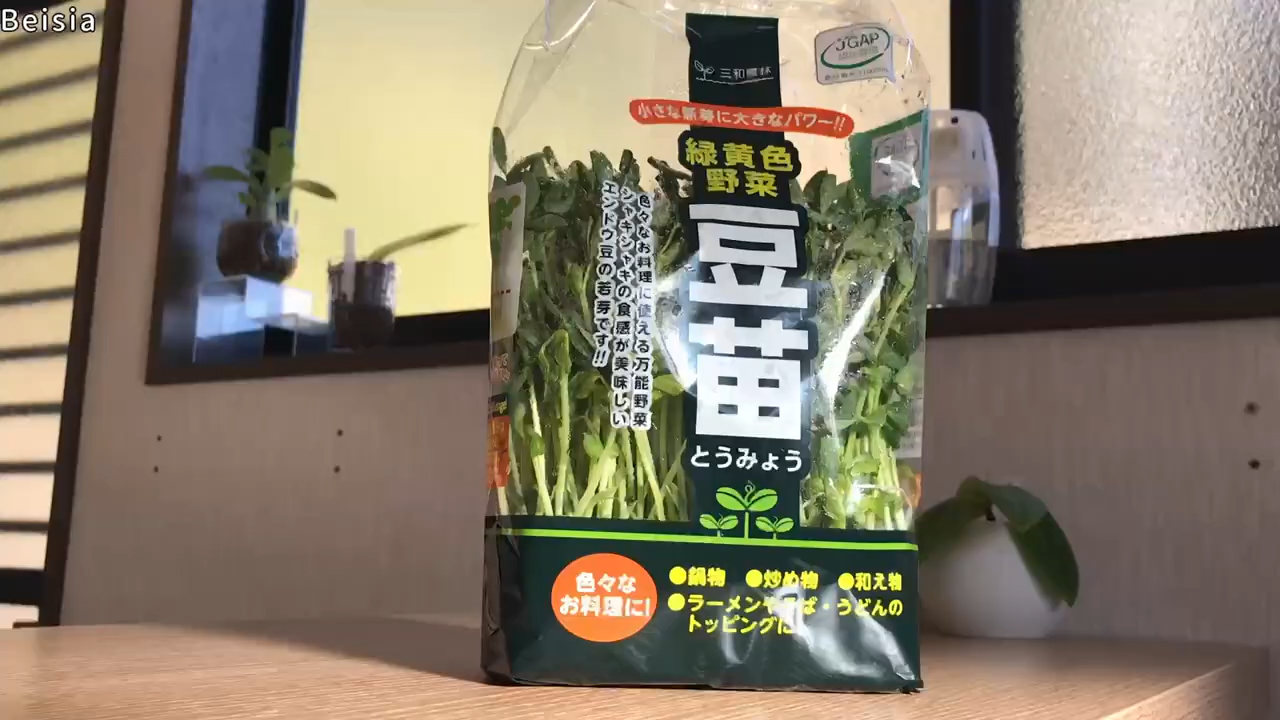 Beisia
三和農林
JGAP
小さな新芽に大きなパワー!!
緑黄色
野菜
豆苗
とうみょう
色々なお料理に使える万能野菜
シャキシャキの食感が美味しい
エンドウ豆の若芽です!!
色々な
お料理に!
●鍋物 ●炒め物 ●和え物
●ラーメンやそば・うどんの
トッピングに